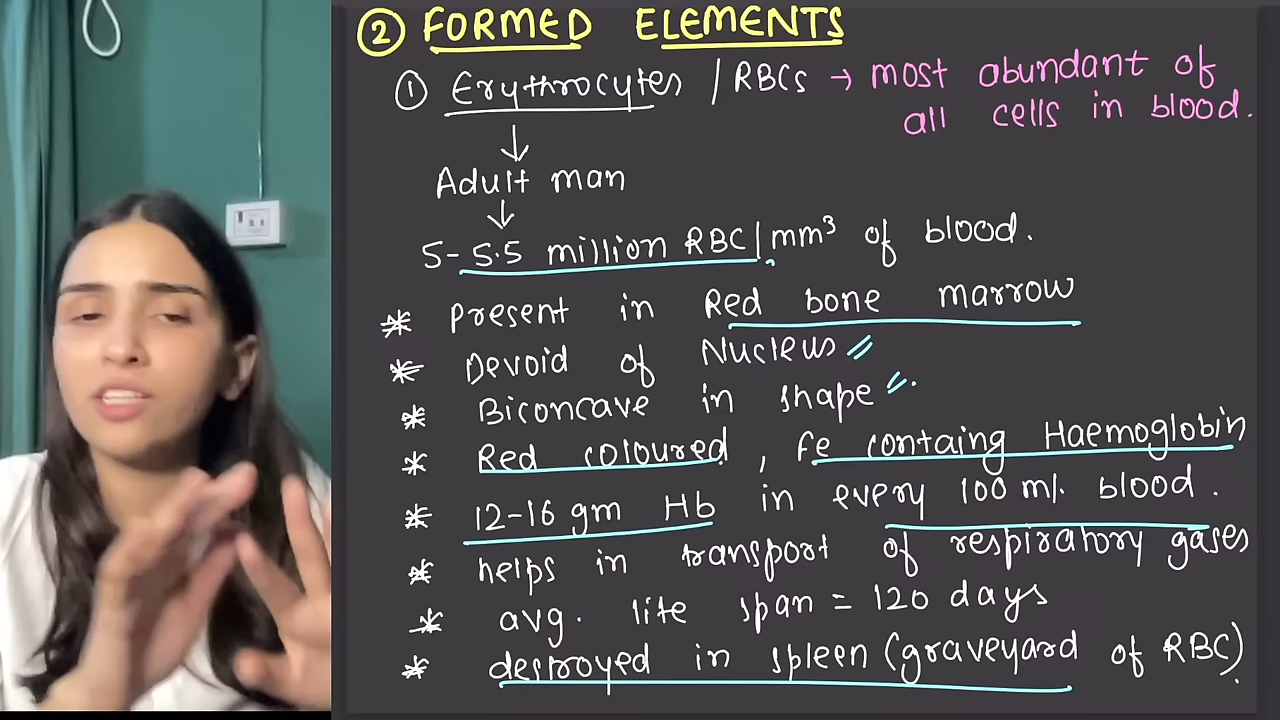 ② FORMED ELEMENTS
① Erythrocytes / RBCs → most abundant of
all cells in blood.
↓
Adult man
↓
5-5.5 million RBC/mm³ of blood.
* Present in Red bone marrow
* Devoid of Nucleus
* Biconcave in shape
* Red coloured, Fe containg Haemoglobin
* 12-16 gm Hb in every 100 ml. blood.
* helps in transport of respiratory gases
* avg. life span = 120 days
* destroyed in spleen (graveyard of RBC).